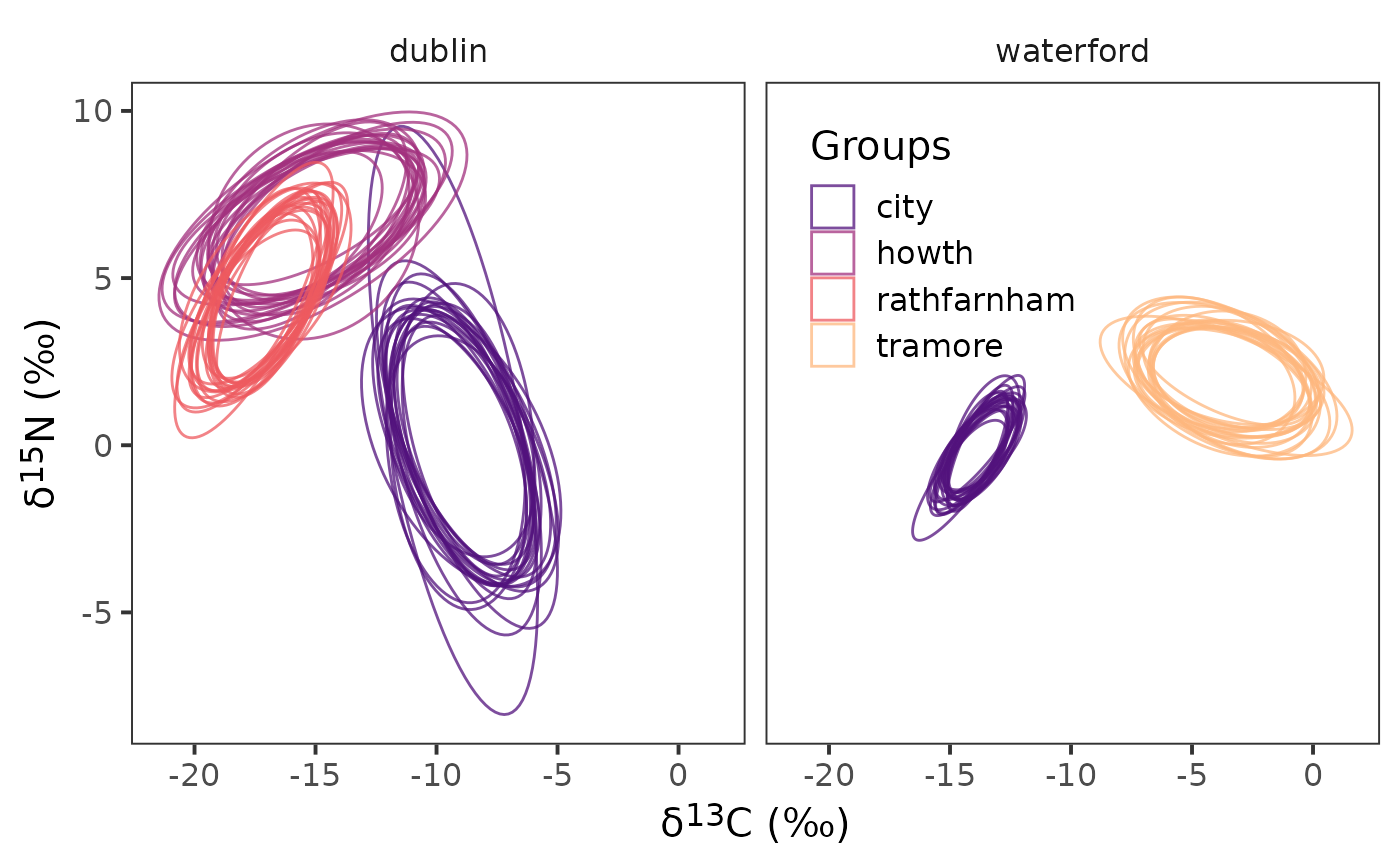 dublin
waterford
10
5
0
-5
δ15N (‰)
Groups
city
howth
rathfarnham
tramore
-20 -15 -10 -5 0
-20 -15 -10 -5 0
δ13C (‰)